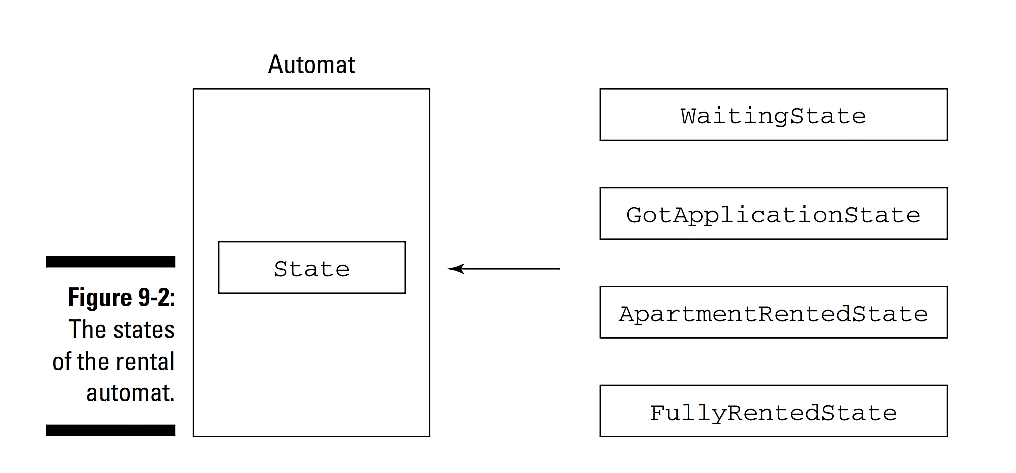 Automat
State
WaitingState
GotApplicationState
ApartmentRentedState
FullyRentedState
Figure 9-2:
The states
of the rental
automat.